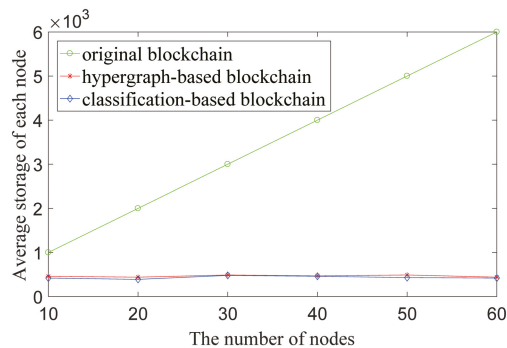 ×10³
6
5
4
3
2
1
0
Average storage of each node
original blockchain
hypergraph-based blockchain
classification-based blockchain
10 20 30 40 50 60
The number of nodes